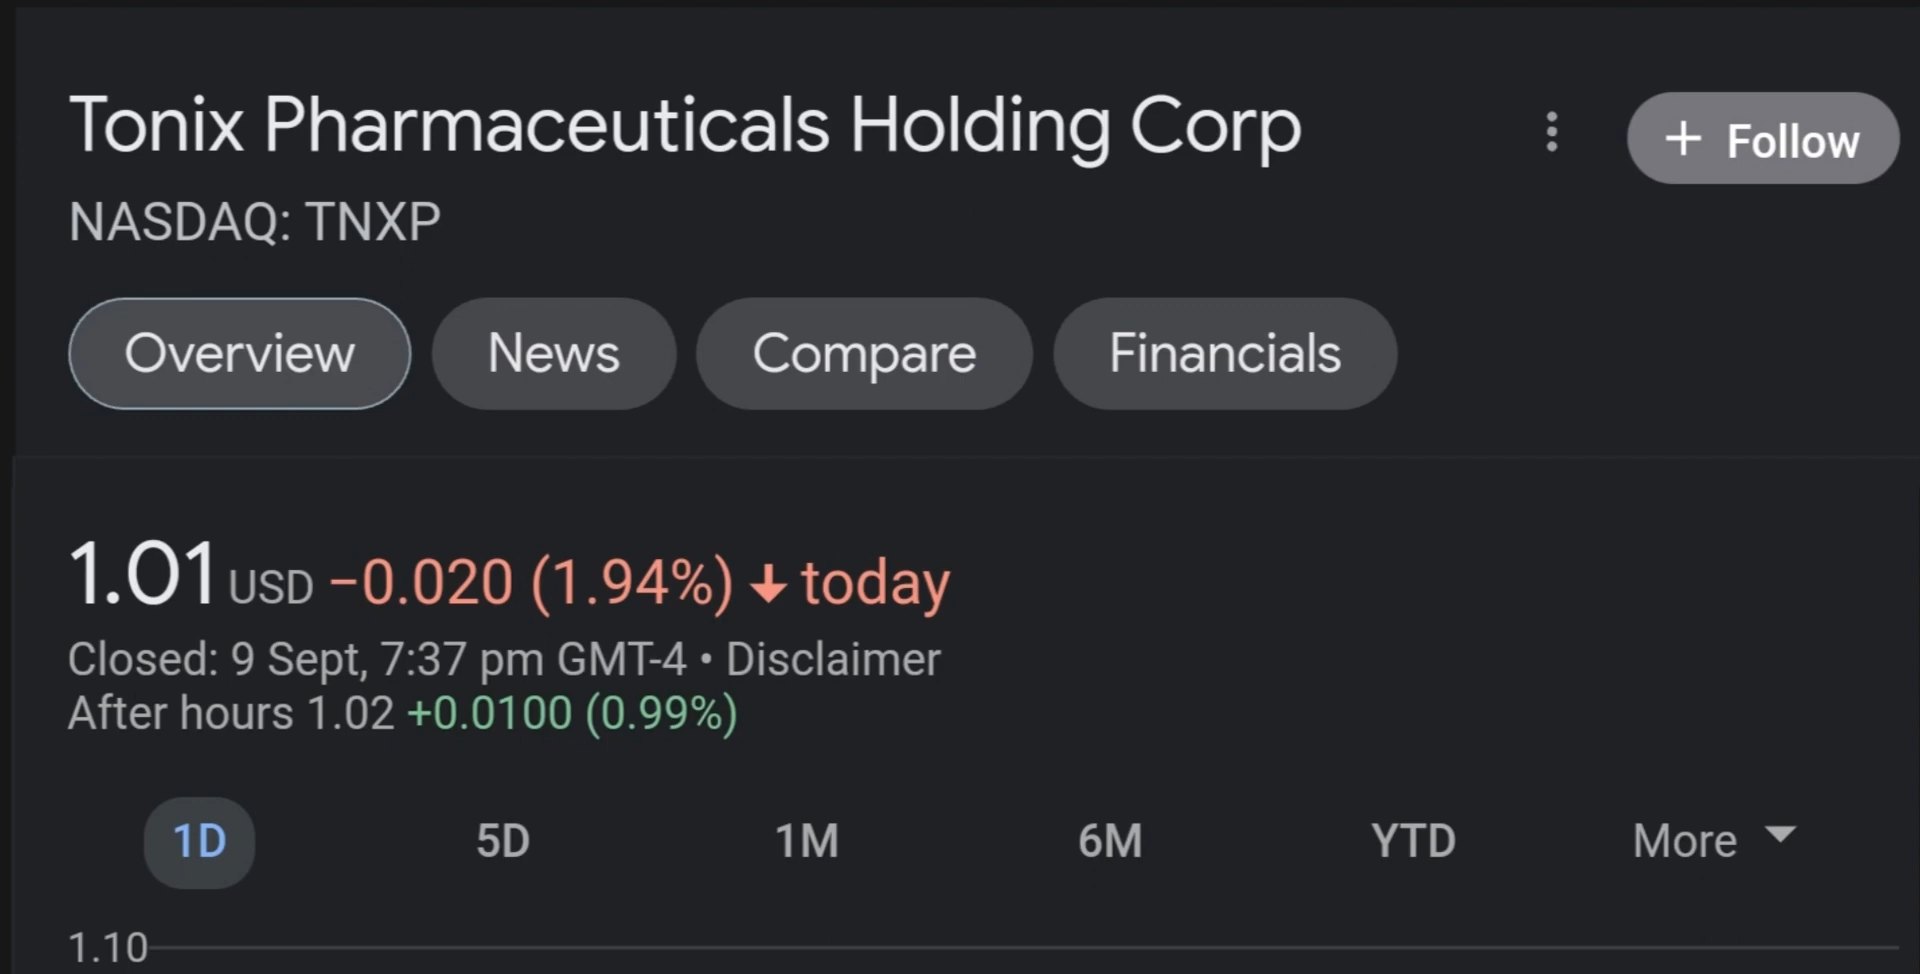 Tonix Pharmaceuticals Holding Corp
+ Follow
NASDAQ: TNXP
Overview News Compare Financials
1.01 USD −0.020 (1.94%) ↓ today
Closed: 9 Sept, 7:37 pm GMT-4 • Disclaimer
After hours 1.02 +0.0100 (0.99%)
1D 5D 1M 6M YTD More
1.10